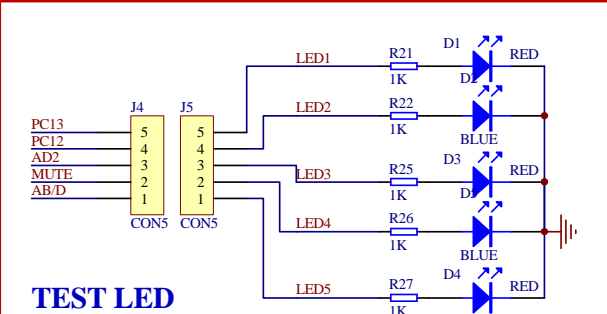 D1
LED1
R21
RED
1K
D2
LED2
R22
1K
BLUE
J4
J5
PC13
5
5
PC12
4
4
AD2
3
3
MUTE
2
2
AB/D
1
1
CON5
CON5
D3
LED3
R25
RED
1K
D5
LED4
R26
1K
BLUE
D4
LED5
R27
RED
1K
TEST LED